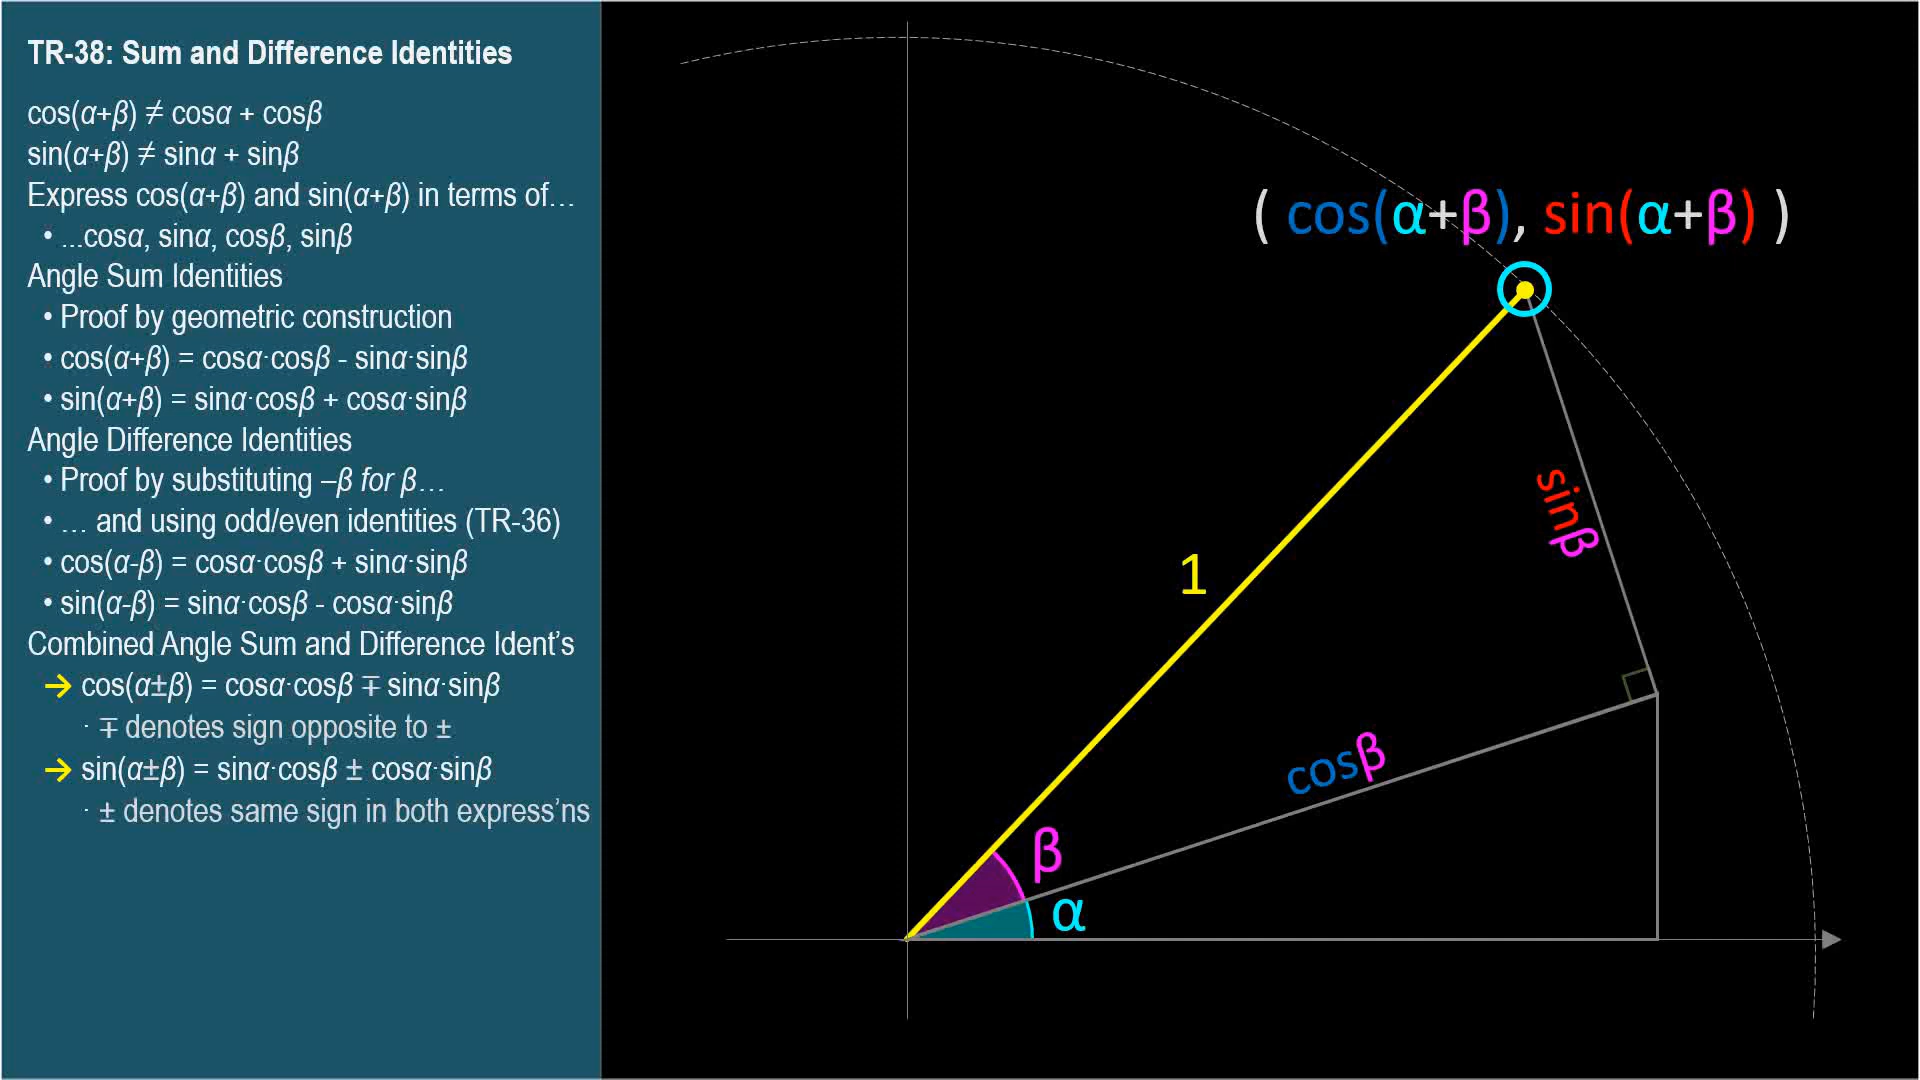 TR-38: Sum and Difference Identities
cos(α+β) ≠ cosα + cosβ
sin(α+β) ≠ sinα + sinβ
Express cos(α+β) and sin(α+β) in terms of…
• ...cosα, sinα, cosβ, sinβ
Angle Sum Identities
• Proof by geometric construction
• cos(α+β) = cosα·cosβ - sinα·sinβ
• sin(α+β) = sinα·cosβ + cosα·sinβ
Angle Difference Identities
• Proof by substituting –β for β…
• … and using odd/even identities (TR-36)
• cos(α-β) = cosα·cosβ + sinα·sinβ
• sin(α-β) = sinα·cosβ - cosα·sinβ
Combined Angle Sum and Difference Ident’s
→ cos(α±β) = cosα·cosβ ∓ sinα·sinβ
· ∓ denotes sign opposite to ±
→ sin(α±β) = sinα·cosβ ± cosα·sinβ
· ± denotes same sign in both express’ns
( cos(α+β), sin(α+β) )
sinβ
1
cosβ
β
α